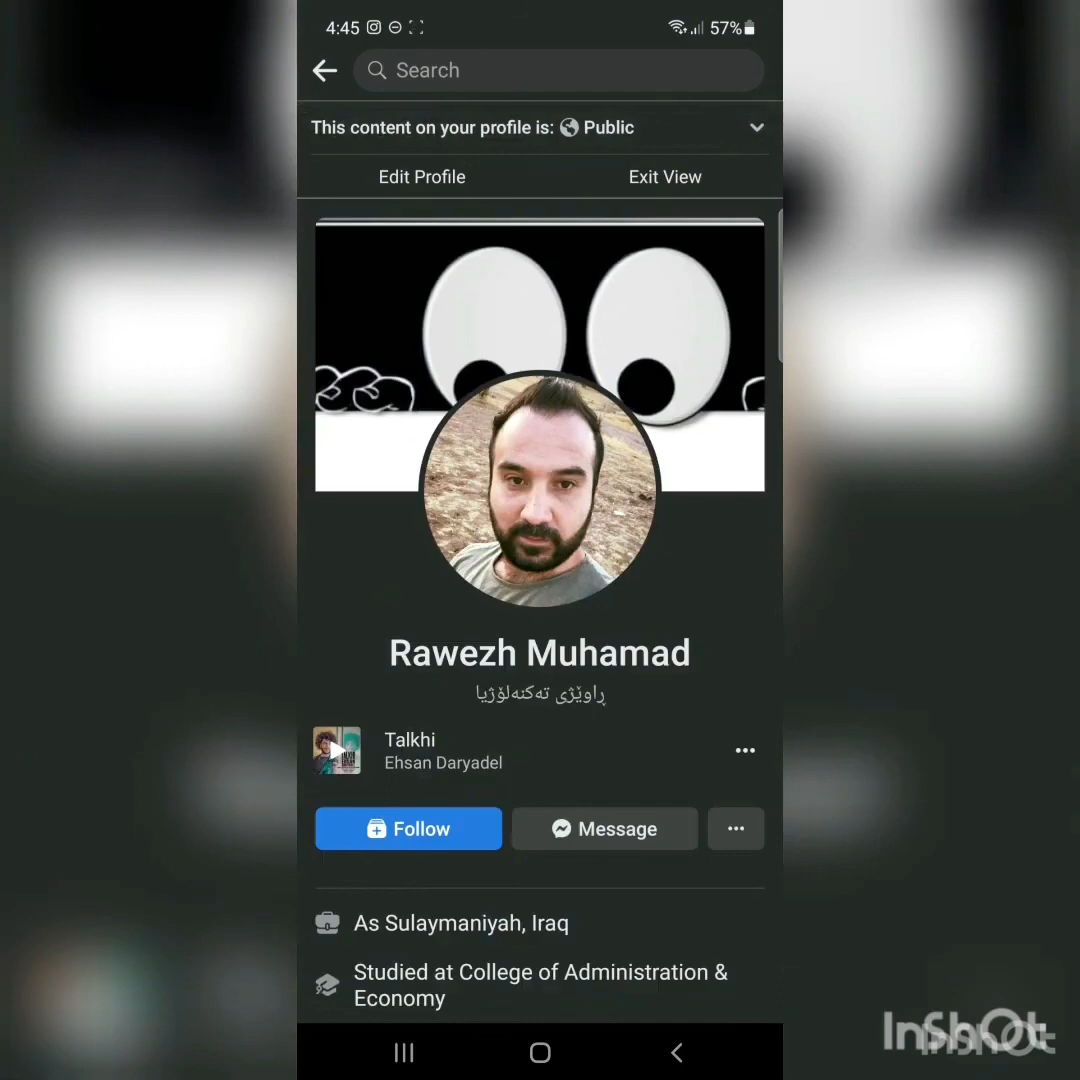 4:45
57%
Search
This content on your profile is: Public
Edit Profile
Exit View
Rawezh Muhamad
ڕاوێژی تەکنەلۆژیا
Talkhi
Ehsan Daryadel
Follow
Message
As Sulaymaniyah, Iraq
Studied at College of Administration &
Economy
InShOt